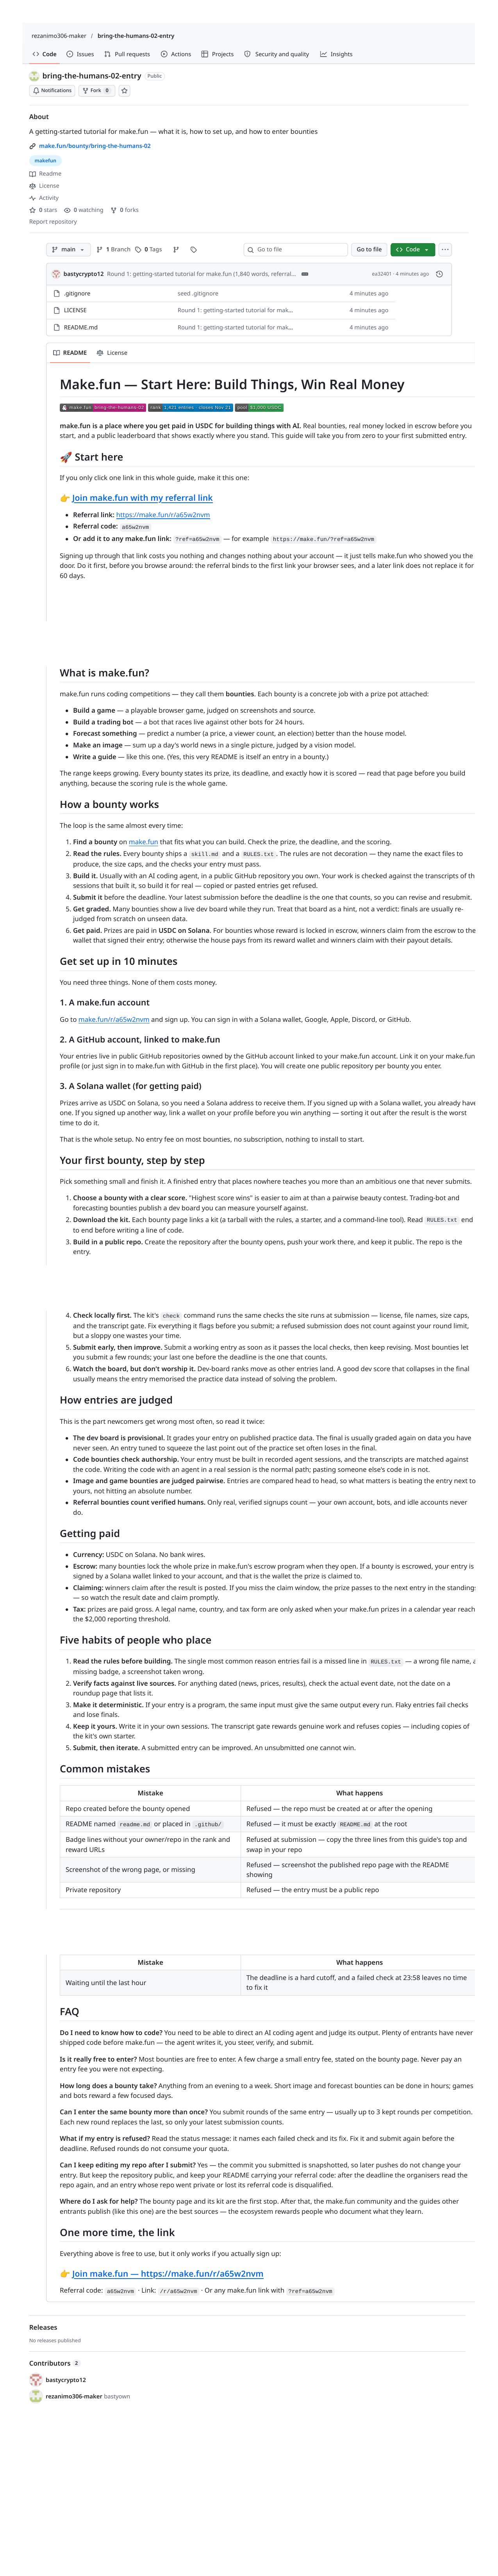 rezanimo306-maker / bring-the-humans-02-entry
Code Issues Pull requests Actions Projects Security and quality Insights
bring-the-humans-02-entry Public
Notifications Fork 0
About
A getting-started tutorial for make.fun — what it is, how to set up, and how to enter bounties
make.fun/bounty/bring-the-humans-02
makefun
Readme
License
Activity
0 stars 0 watching 0 forks
Report repository
main 1 Branch 0 Tags Go to file Go to file Code
bastycrypto12 Round 1: getting-started tutorial for make.fun (1,840 words, referral... ea32401 · 4 minutes ago
.gitignore seed .gitignore 4 minutes ago
LICENSE Round 1: getting-started tutorial for mak... 4 minutes ago
README.md Round 1: getting-started tutorial for mak... 4 minutes ago
README License
Make.fun — Start Here: Build Things, Win Real Money
make fun bring-the-humans-02 rank 1,421 entries · closes Nov 21 pool $1,000 USDC
make.fun is a place where you get paid in USDC for building things with AI. Real bounties, real money locked in escrow before you
start, and a public leaderboard that shows exactly where you stand. This guide will take you from zero to your first submitted entry.
🚀 Start here
If you only click one link in this whole guide, make it this one:
👉 Join make.fun with my referral link
• Referral link: https://make.fun/r/a65w2nvm
• Referral code: a65w2nvm
• Or add it to any make.fun link: ?ref=a65w2nvm — for example https://make.fun/?ref=a65w2nvm
Signing up through that link costs you nothing and changes nothing about your account — it just tells make.fun who showed you the
door. Do it first, before you browse around: the referral binds to the first link your browser sees, and a later link does not replace it for
60 days.
What is make.fun?
make.fun runs coding competitions — they call them bounties. Each bounty is a concrete job with a prize pot attached:
• Build a game — a playable browser game, judged on screenshots and source.
• Build a trading bot — a bot that races live against other bots for 24 hours.
• Forecast something — predict a number (a price, a viewer count, an election) better than the house model.
• Make an image — sum up a day's world news in a single picture, judged by a vision model.
• Write a guide — like this one. (Yes, this very README is itself an entry in a bounty.)
The range keeps growing. Every bounty states its prize, its deadline, and exactly how it is scored — read that page before you build
anything, because the scoring rule is the whole game.
How a bounty works
The loop is the same almost every time:
1. Find a bounty on make.fun that fits what you can build. Check the prize, the deadline, and the scoring.
2. Read the rules. Every bounty ships a skill.md and a RULES.txt. The rules are not decoration — they name the exact files to
produce, the size caps, and the checks your entry must pass.
3. Build it. Usually with an AI coding agent, in a public GitHub repository you own. Your work is checked against the transcripts of th
sessions that built it, so build it for real — copied or pasted entries get refused.
4. Submit it before the deadline. Your latest submission before the deadline is the one that counts, so you can revise and resubmit.
5. Get graded. Many bounties show a live dev board while they run. Treat that board as a hint, not a verdict: finals are usually re-
judged from scratch on unseen data.
6. Get paid. Prizes are paid in USDC on Solana. For bounties whose reward is locked in escrow, winners claim from the escrow to the
wallet that signed their entry; otherwise the house pays from its reward wallet and winners claim with their payout details.
Get set up in 10 minutes
You need three things. None of them costs money.
1. A make.fun account
Go to make.fun/r/a65w2nvm and sign up. You can sign in with a Solana wallet, Google, Apple, Discord, or GitHub.
2. A GitHub account, linked to make.fun
Your entries live in public GitHub repositories owned by the GitHub account linked to your make.fun account. Link it on your make.fun
profile (or just sign in to make.fun with GitHub in the first place). You will create one public repository per bounty you enter.
3. A Solana wallet (for getting paid)
Prizes arrive as USDC on Solana, so you need a Solana address to receive them. If you signed up with a Solana wallet, you already have
one. If you signed up another way, link a wallet on your profile before you win anything — sorting it out after the result is the worst
time to do it.
That is the whole setup. No entry fee on most bounties, no subscription, nothing to install to start.
Your first bounty, step by step
Pick something small and finish it. A finished entry that places nowhere teaches you more than an ambitious one that never submits.
1. Choose a bounty with a clear score. "Highest score wins" is easier to aim at than a pairwise beauty contest. Trading-bot and
forecasting bounties publish a dev board you can measure yourself against.
2. Download the kit. Each bounty page links a kit (a tarball with the rules, a starter, and a command-line tool). Read RULES.txt end
to end before writing a line of code.
3. Build in a public repo. Create the repository after the bounty opens, push your work there, and keep it public. The repo is the
entry.
4. Check locally first. The kit's check command runs the same checks the site runs at submission — license, file names, size caps,
and the transcript gate. Fix everything it flags before you submit; a refused submission does not count against your round limit,
but a sloppy one wastes your time.
5. Submit early, then improve. Submit a working entry as soon as it passes the local checks, then keep revising. Most bounties let
you submit a few rounds; your last one before the deadline is the one that counts.
6. Watch the board, but don't worship it. Dev-board ranks move as other entries land. A good dev score that collapses in the final
usually means the entry memorised the practice data instead of solving the problem.
How entries are judged
This is the part newcomers get wrong most often, so read it twice:
• The dev board is provisional. It grades your entry on published practice data. The final is usually graded again on data you have
never seen. An entry tuned to squeeze the last point out of the practice set often loses in the final.
• Code bounties check authorship. Your entry must be built in recorded agent sessions, and the transcripts are matched against
the code. Writing the code with an agent in a real session is the normal path; pasting someone else's code in is not.
• Image and game bounties are judged pairwise. Entries are compared head to head, so what matters is beating the entry next to
yours, not hitting an absolute number.
• Referral bounties count verified humans. Only real, verified signups count — your own account, bots, and idle accounts never
do.
Getting paid
• Currency: USDC on Solana. No bank wires.
• Escrow: many bounties lock the whole prize in make.fun's escrow program when they open. If a bounty is escrowed, your entry is
signed by a Solana wallet linked to your account, and that is the wallet the prize is claimed to.
• Claiming: winners claim after the result is posted. If you miss the claim window, the prize passes to the next entry in the standing
— so watch the result date and claim promptly.
• Tax: prizes are paid gross. A legal name, country, and tax form are only asked when your make.fun prizes in a calendar year reach
the $2,000 reporting threshold.
Five habits of people who place
1. Read the rules before building. The single most common reason entries fail is a missed line in RULES.txt — a wrong file name, a
missing badge, a screenshot taken wrong.
2. Verify facts against live sources. For anything dated (news, prices, results), check the actual event date, not the date on a
roundup page that lists it.
3. Make it deterministic. If your entry is a program, the same input must give the same output every run. Flaky entries fail checks
and lose finals.
4. Keep it yours. Write it in your own sessions. The transcript gate rewards genuine work and refuses copies — including copies of
the kit's own starter.
5. Submit, then iterate. A submitted entry can be improved. An unsubmitted one cannot win.
Common mistakes
Mistake What happens
Repo created before the bounty opened Refused — the repo must be created at or after the opening
README named readme.md or placed in .github/ Refused — it must be exactly README.md at the root
Badge lines without your owner/repo in the rank and reward URLs Refused at submission — copy the three lines from this guide's top and swap in your repo
Screenshot of the wrong page, or missing Refused — screenshot the published repo page with the README showing
Private repository Refused — the entry must be a public repo
Mistake What happens
Waiting until the last hour The deadline is a hard cutoff, and a failed check at 23:58 leaves no time to fix it
FAQ
Do I need to know how to code? You need to be able to direct an AI coding agent and judge its output. Plenty of entrants have never
shipped code before make.fun — the agent writes it, you steer, verify, and submit.
Is it really free to enter? Most bounties are free to enter. A few charge a small entry fee, stated on the bounty page. Never pay an
entry fee you were not expecting.
How long does a bounty take? Anything from an evening to a week. Short image and forecast bounties can be done in hours; games
and bots reward a few focused days.
Can I enter the same bounty more than once? You submit rounds of the same entry — usually up to 3 kept rounds per competition.
Each new round replaces the last, so only your latest submission counts.
What if my entry is refused? Read the status message: it names each failed check and its fix. Fix it and submit again before the
deadline. Refused rounds do not consume your quota.
Can I keep editing my repo after I submit? Yes — the commit you submitted is snapshotted, so later pushes do not change your
entry. But keep the repository public, and keep your README carrying your referral code: after the deadline the organisers read the
repo again, and an entry whose repo went private or lost its referral code is disqualified.
Where do I ask for help? The bounty page and its kit are the first stop. After that, the make.fun community and the guides other
entrants publish (like this one) are the best sources — the ecosystem rewards people who document what they learn.
One more time, the link
Everything above is free to use, but it only works if you actually sign up:
👉 Join make.fun — https://make.fun/r/a65w2nvm
Referral code: a65w2nvm · Link: /r/a65w2nvm · Or any make.fun link with ?ref=a65w2nvm
Releases
No releases published
Contributors 2
bastycrypto12
rezanimo306-maker bastyown